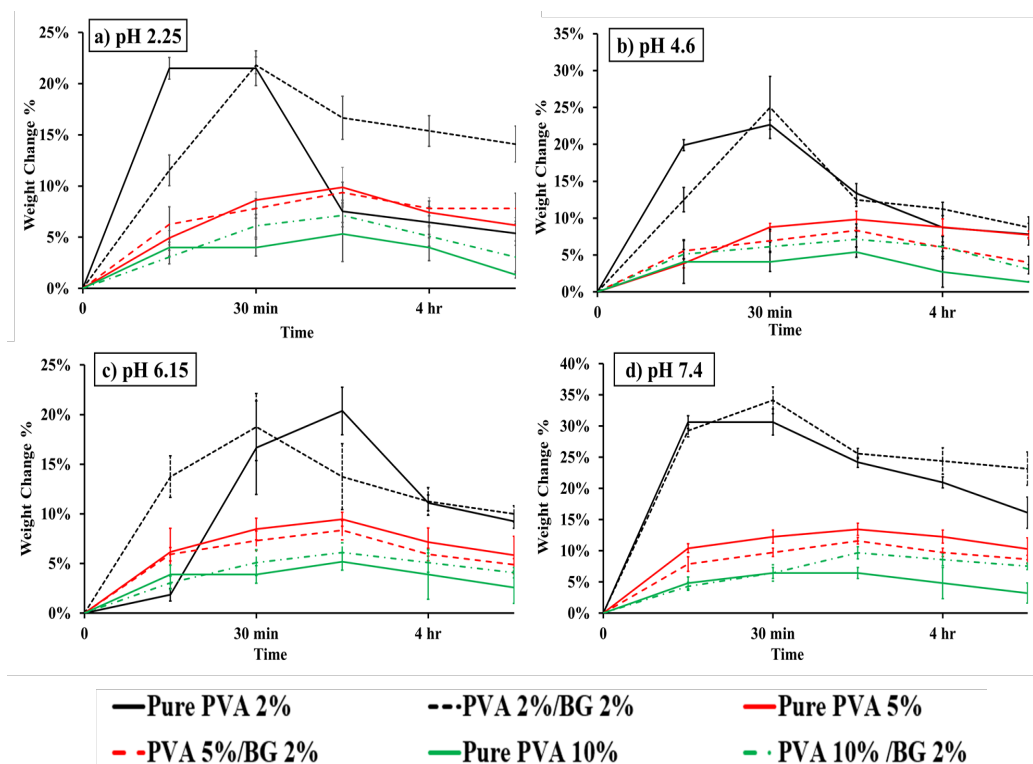 a) pH 2.25
25%
20%
15%
10%
5%
0%
Weight Change %
0
30 min
4 hr
Time
b) pH 4.6
35%
30%
25%
20%
15%
10%
5%
0%
Weight Change %
0
30 min
4 hr
Time
c) pH 6.15
25%
20%
15%
10%
5%
0%
Weight Change %
0
30 min
4 hr
Time
d) pH 7.4
40%
35%
30%
25%
20%
15%
10%
5%
0%
Weight Change %
0
30 min
4 hr
Time
Pure PVA 2%
PVA 2%/BG 2%
Pure PVA 5%
PVA 5%/BG 2%
Pure PVA 10%
PVA 10% /BG 2%